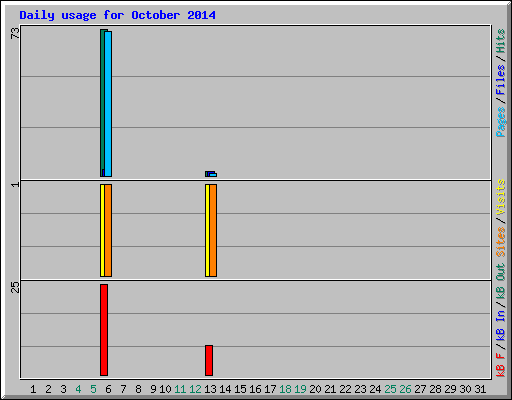 Daily usage for October 2014
73
1
25
Pages / Files / Hits
Sites / Visits
kB F / kB In / kB Out
1 2 3 4 5 6 7 8 9 10 11 12 13 14 15 16 17 18 19 20 21 22 23 24 25 26 27 28 29 30 31